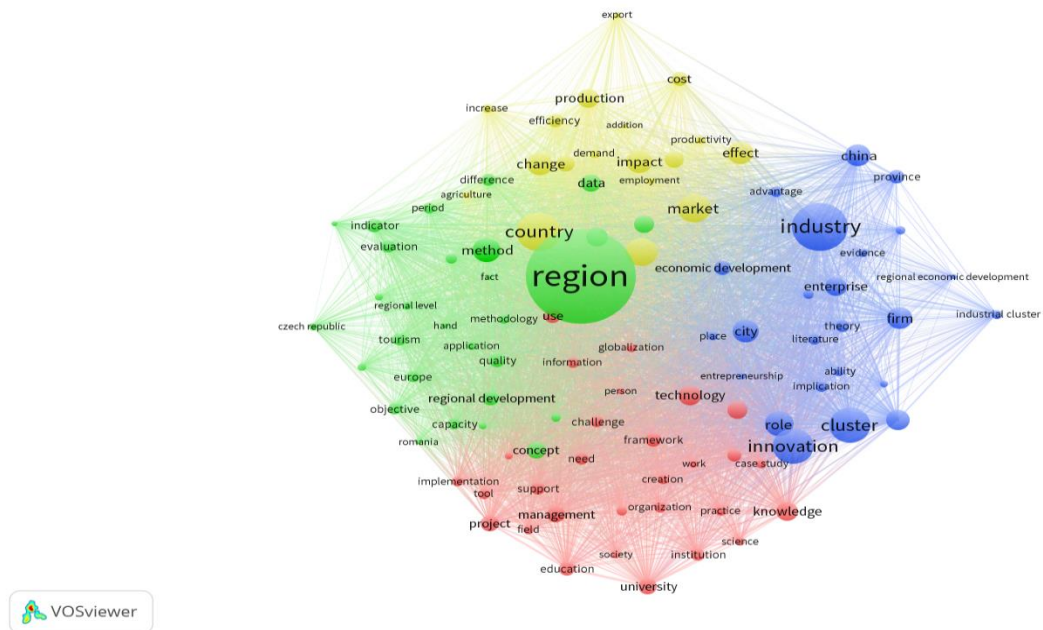 export
cost
production
increase
efficiency
addition
productivity
demand
change
impact
effect
china
difference
data
employment
province
agriculture
advantage
period
market
indicator
country
industry
evaluation
method
evidence
fact
region
economic development
regional economic development
enterprise
regional level
industrial cluster
czech republic
hand
methodology
use
firm
theory
tourism
application
globalization
place
city
literature
quality
information
europe
entrepreneurship
ability
implication
person
regional development
technology
objective
capacity
challenge
role
cluster
romania
framework
innovation
concept
need
work
case study
implementation
tool
support
creation
project
management
field
organization
practice
knowledge
society
institution
science
education
university
VOSviewer